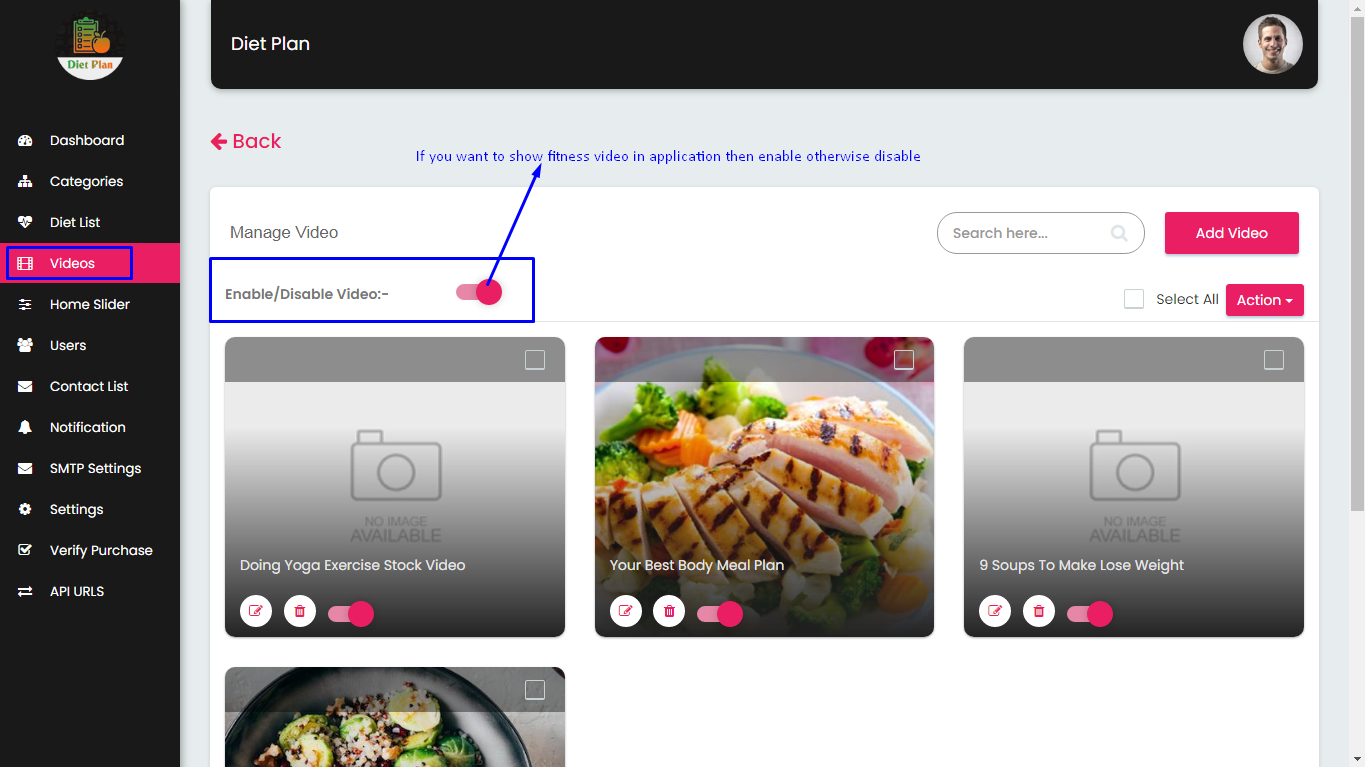 Diet Plan
Diet Plan
Dashboard
Categories
Diet List
Videos
Home Slider
Users
Contact List
Notification
SMTP Settings
Settings
Verify Purchase
API URLS
Back
If you want to show fitness video in application then enable otherwise disable
Manage Video
Search here...
Add Video
Enable/Disable Video:-
Select All
Action
NO IMAGE
AVAILABLE
Doing Yoga Exercise Stock Video
Your Best Body Meal Plan
NO IMAGE
AVAILABLE
9 Soups To Make Lose Weight